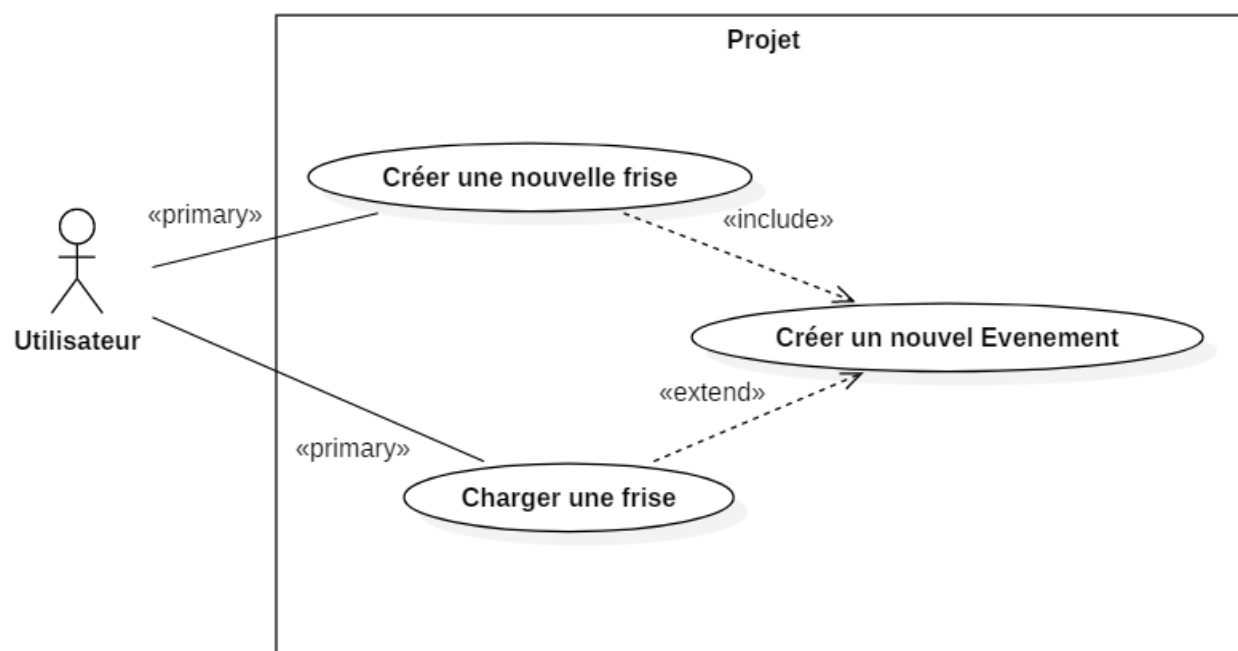 Projet
Créer une nouvelle frise
«primary»
«include»
Utilisateur
Créer un nouvel Evenement
«extend»
«primary»
Charger une frise